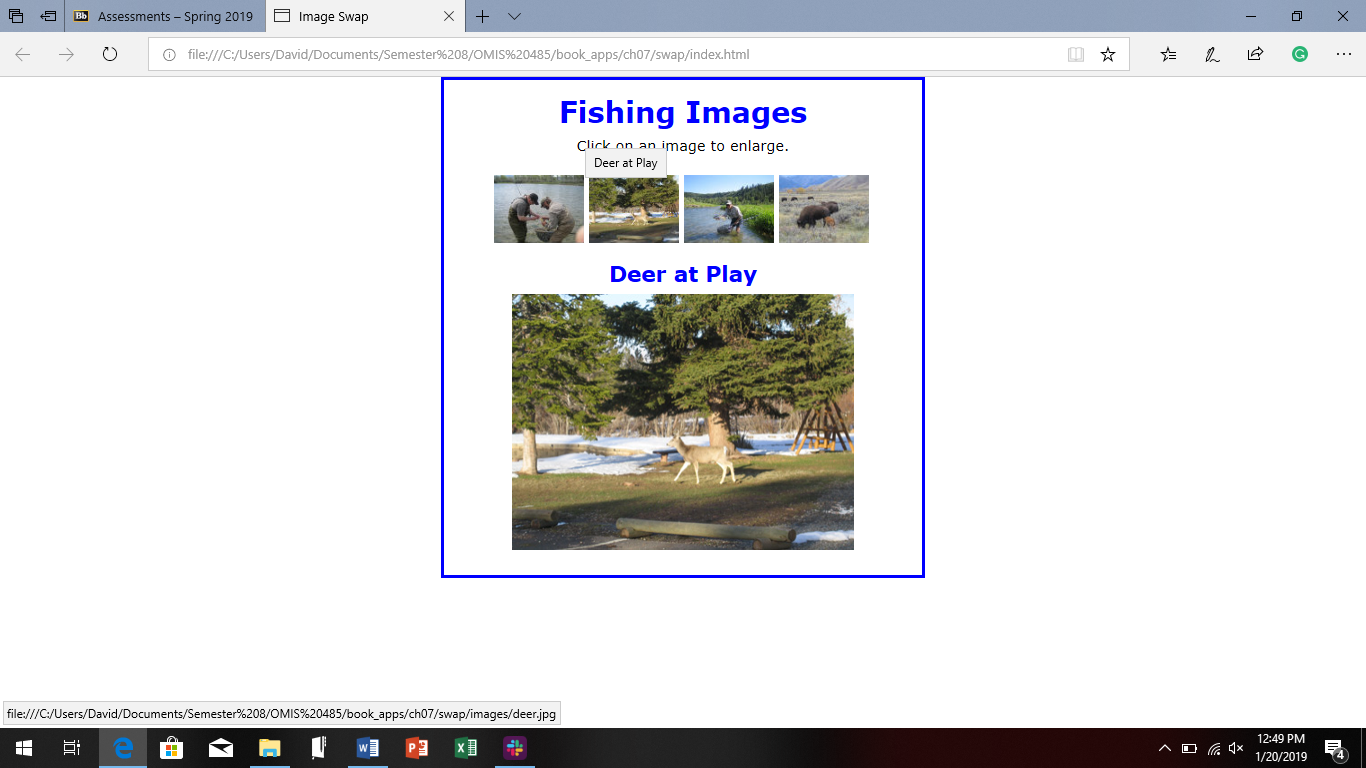 Bb Assessments – Spring 2019
Image Swap
file:///C:/Users/David/Documents/Semester%208/OMIS%20485/book_apps/ch07/swap/index.html
G
Fishing Images
Click on an image to enlarge.
Deer at Play
Deer at Play
file:///C:/Users/David/Documents/Semester%208/OMIS%20485/book_apps/ch07/swap/images/deer.jpg
12:49 PM
1/20/2019
4